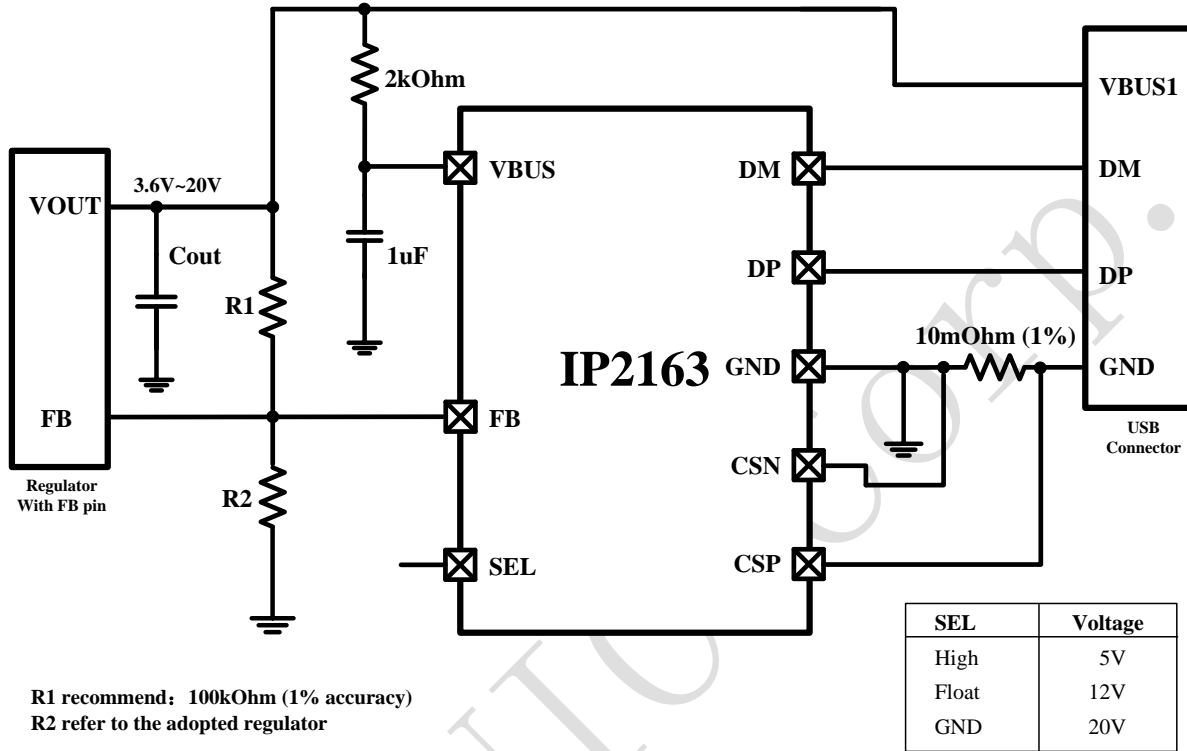 2kOhm
VBUS1
VBUS
DM
DM
VOUT
3.6V~20V
Cout
1uF
DP
DP
R1
10mOhm (1%)
IP2163
GND
GND
FB
FB
USB
Connector
CSN
Regulator
With FB pin
R2
SEL
CSP
SEL Voltage
High 5V
Float 12V
GND 20V
R1 recommend：100kOhm (1% accuracy)
R2 refer to the adopted regulator
Corp.